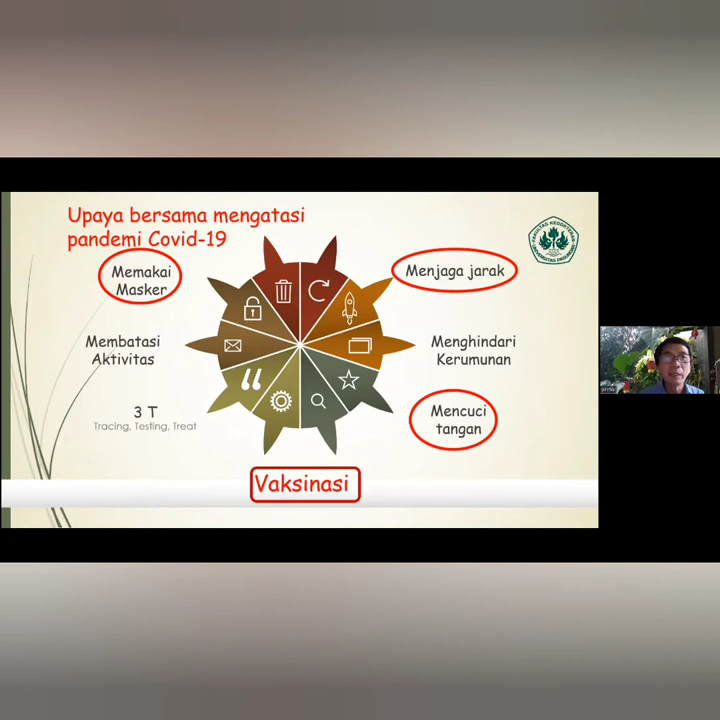 Upaya bersama mengatasi
pandemi Covid-19
Memakai
Masker
Menjaga jarak
Membatasi
Aktivitas
Menghindari
Kerumunan
3 T
Tracing, Testing, Treat
Mencuci
tangan
Vaksinasi